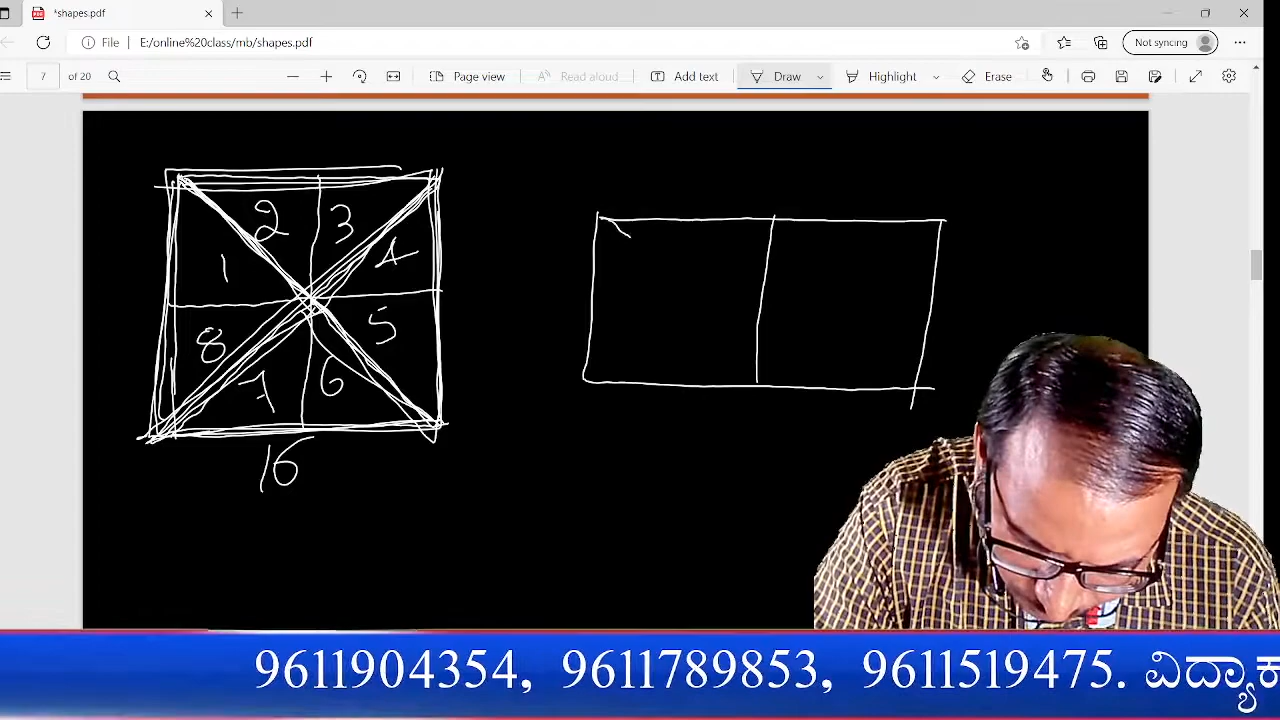 *shapes.pdf
File E:/online%20class/mb/shapes.pdf Not syncing
7 of 20 Page view Read aloud Add text Draw Highlight Erase
2 3
1 4
8 5
7 6
16
9611904354, 9611789853, 9611519475. ವಿದ್ಯಾಕ